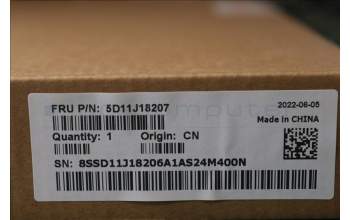 FRU P/N: 5D11J18207
2022-06-05
Made in CHINA
Quantity: 1 Origin: CN
SN: 8SSD11J18206A1AS24M400N